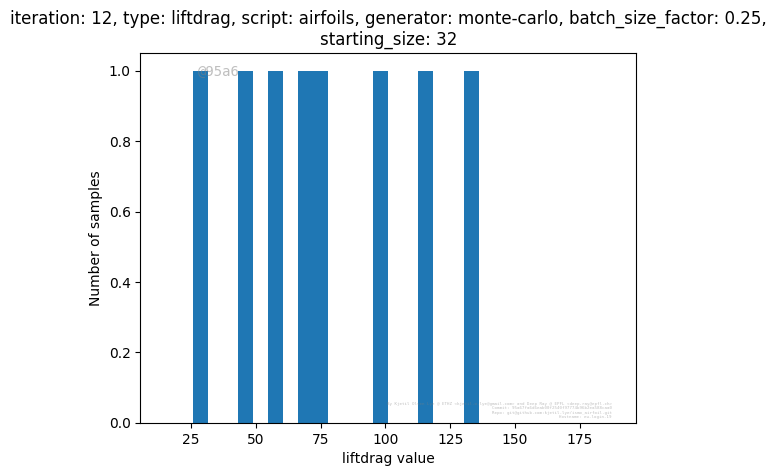 iteration: 12, type: liftdrag, script: airfoils, generator: monte-carlo, batch_size_factor: 0.25,
starting_size: 32
@95a6
1.0
0.8
0.6
0.4
0.2
0.0
Number of samples
25 50 75 100 125 150 175
liftdrag value